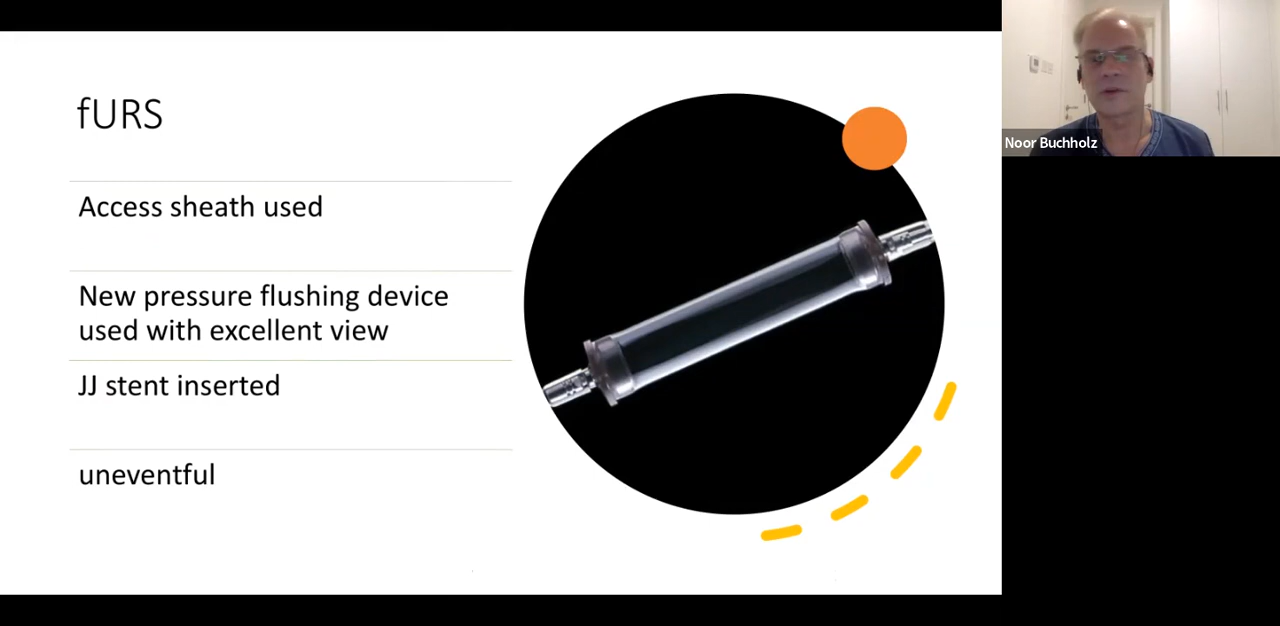 fURS
Access sheath used
New pressure flushing device
used with excellent view
JJ stent inserted
uneventful
Noor Buchholz